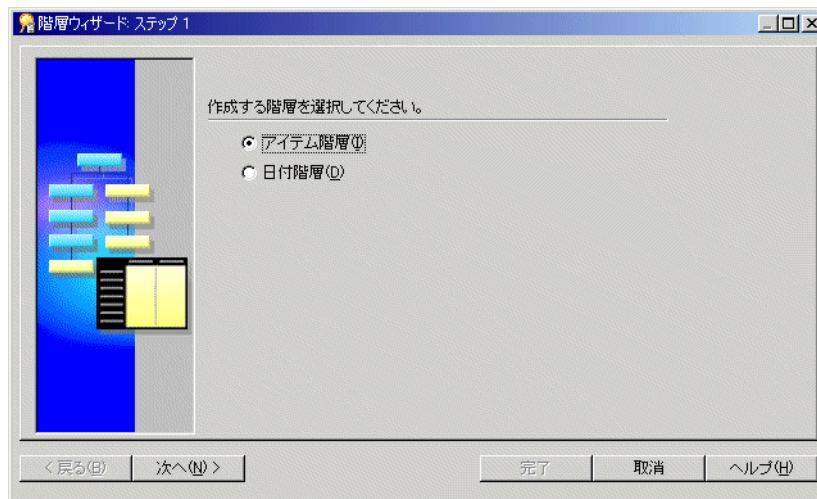 階層ウィザード: ステップ 1
作成する階層を選択してください。
アイテム階層(I)
日付階層(D)
< 戻る(B)
次へ(N) >
完了
取消
ヘルプ(H)